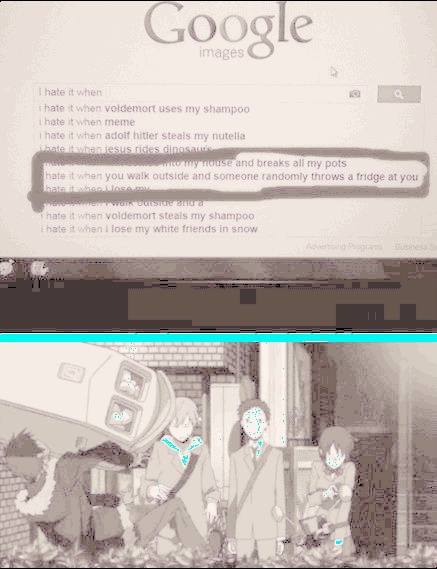 Google
images
i hate it when
i hate it when voldemort uses my shampoo
i hate it when meme
i hate it when adolf hitler steals my nutella
i hate it when jesus rides dinosaurs
into my house and breaks all my pots
i hate it when you walk outside and someone randomly throws a fridge at you
i hate it when i lose my
i hate it when i walk outside and a
i hate it when voldemort steals my shampoo
i hate it when i lose my white friends in snow
Advertising Programs Business